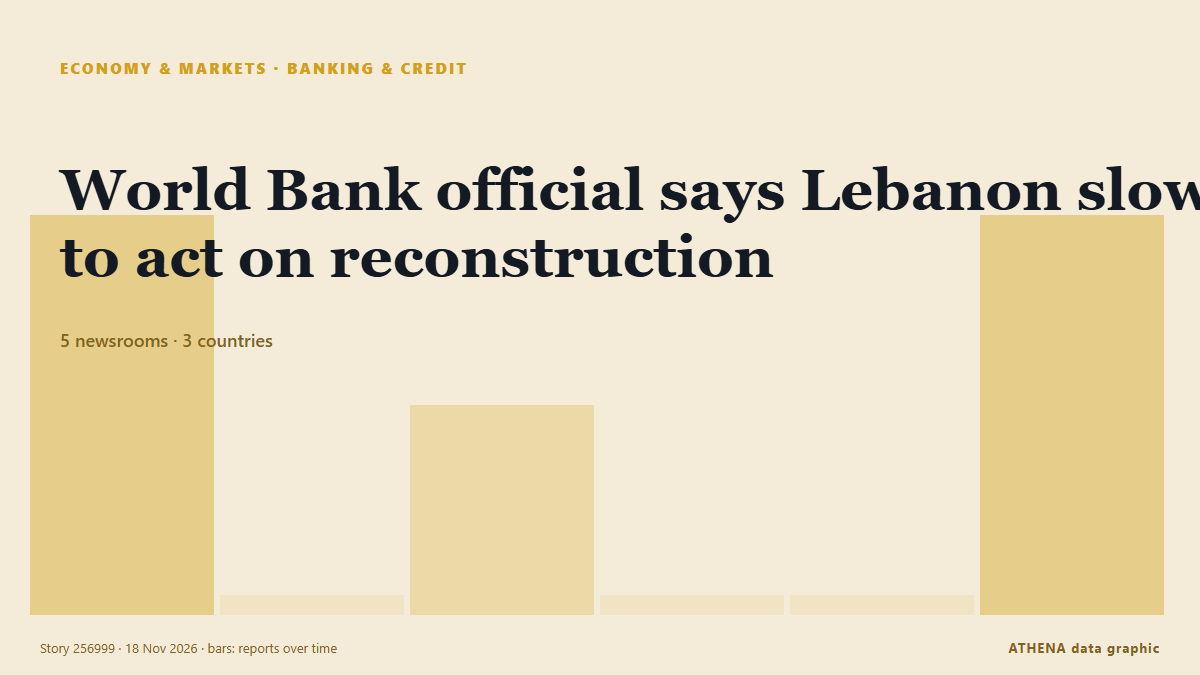 ECONOMY & MARKETS · BANKING & CREDIT
World Bank official says Lebanon slow
to act on reconstruction
5 newsrooms · 3 countries
Story 256999 · 18 Nov 2026 · bars: reports over time
ATHENA data graphic